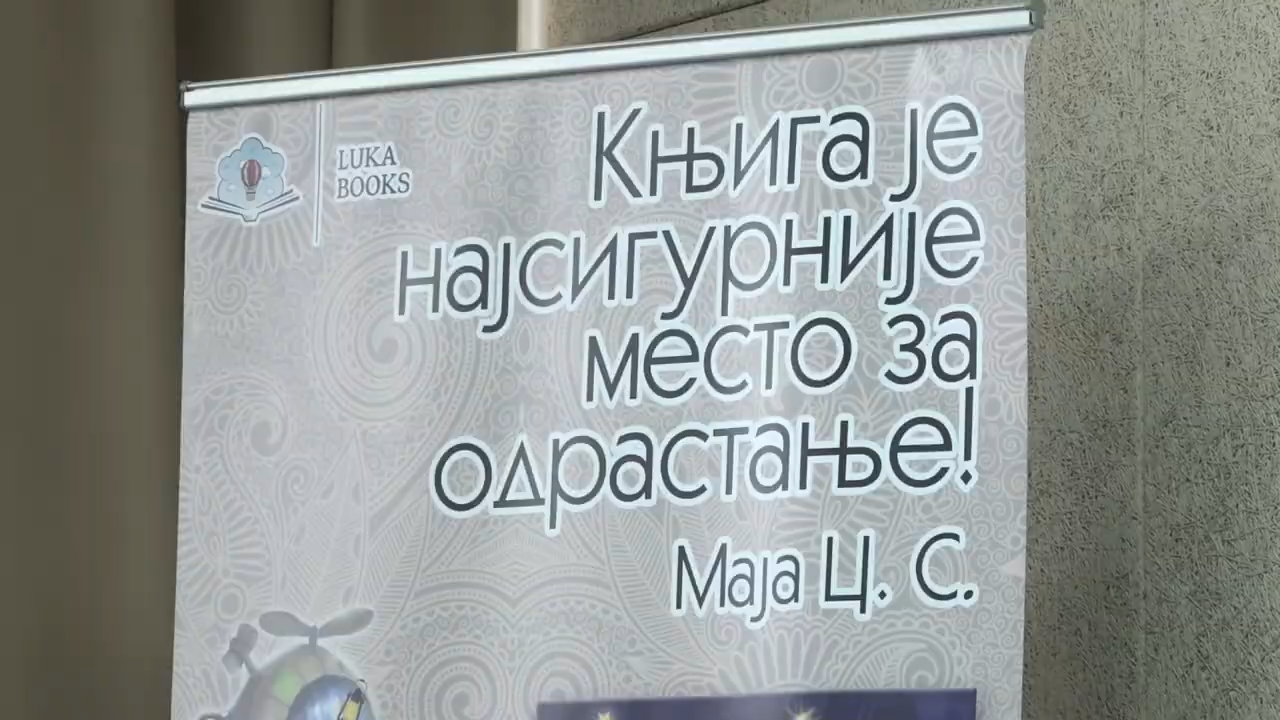 LUKA
BOOKS
Књига је
најсигурније
место за
одрастање!
Маја Ц. С.